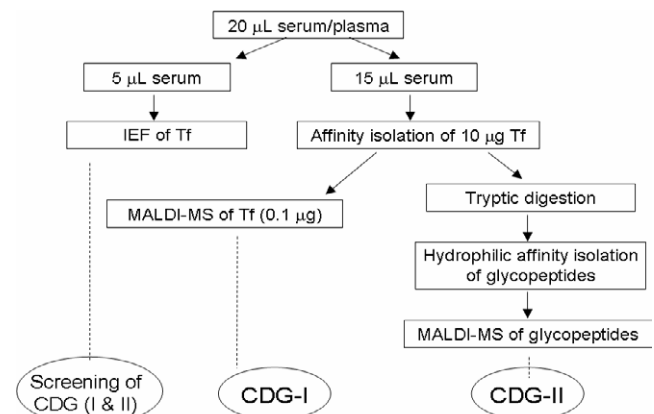 20 μL serum/plasma
5 μL serum
15 μL serum
IEF of Tf
Affinity isolation of 10 μg Tf
MALDI-MS of Tf (0.1 μg)
Tryptic digestion
Hydrophilic affinity isolation
of glycopeptides
MALDI-MS of glycopeptides
Screening of
CDG (I & II)
CDG-I
CDG-II